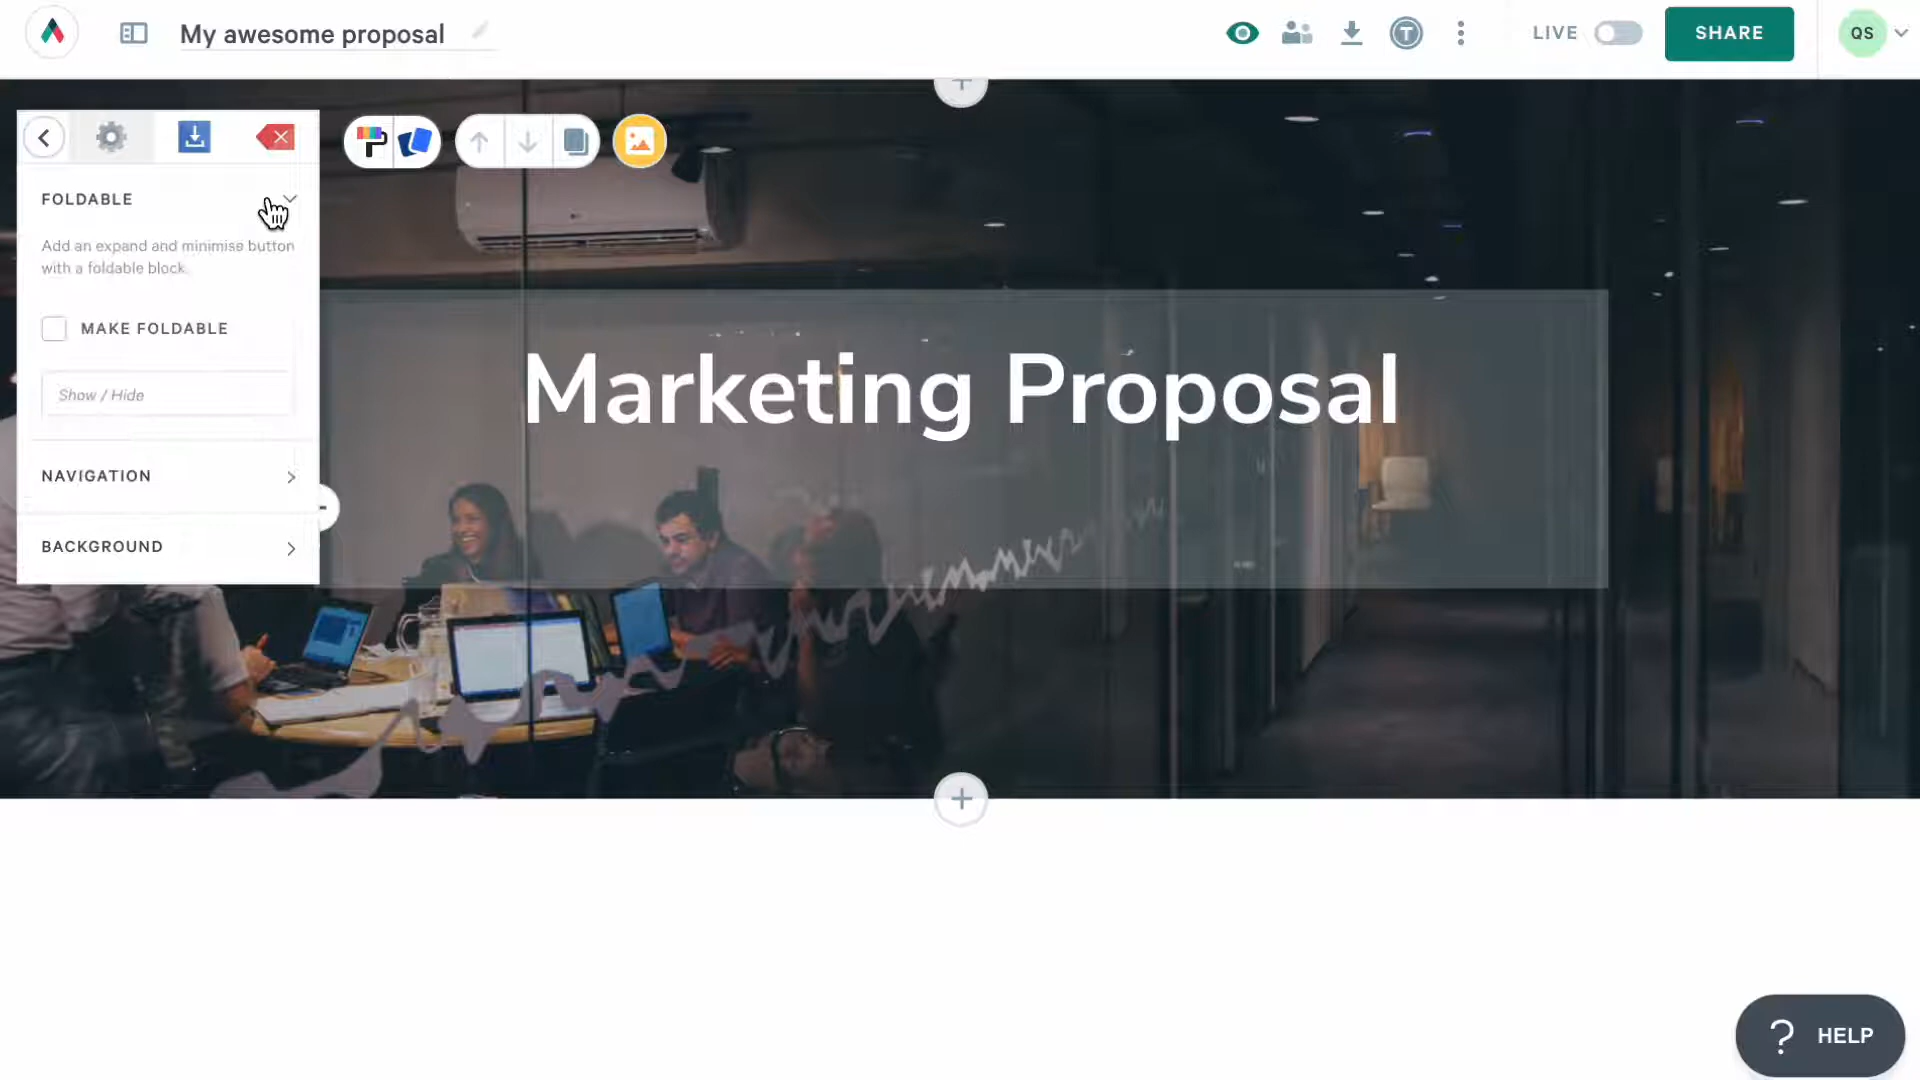 My awesome proposal
T
LIVE
SHARE
QS
FOLDABLE
Add an expand and minimise button
with a foldable block.
MAKE FOLDABLE
Show / Hide
NAVIGATION
BACKGROUND
Marketing Proposal
? HELP